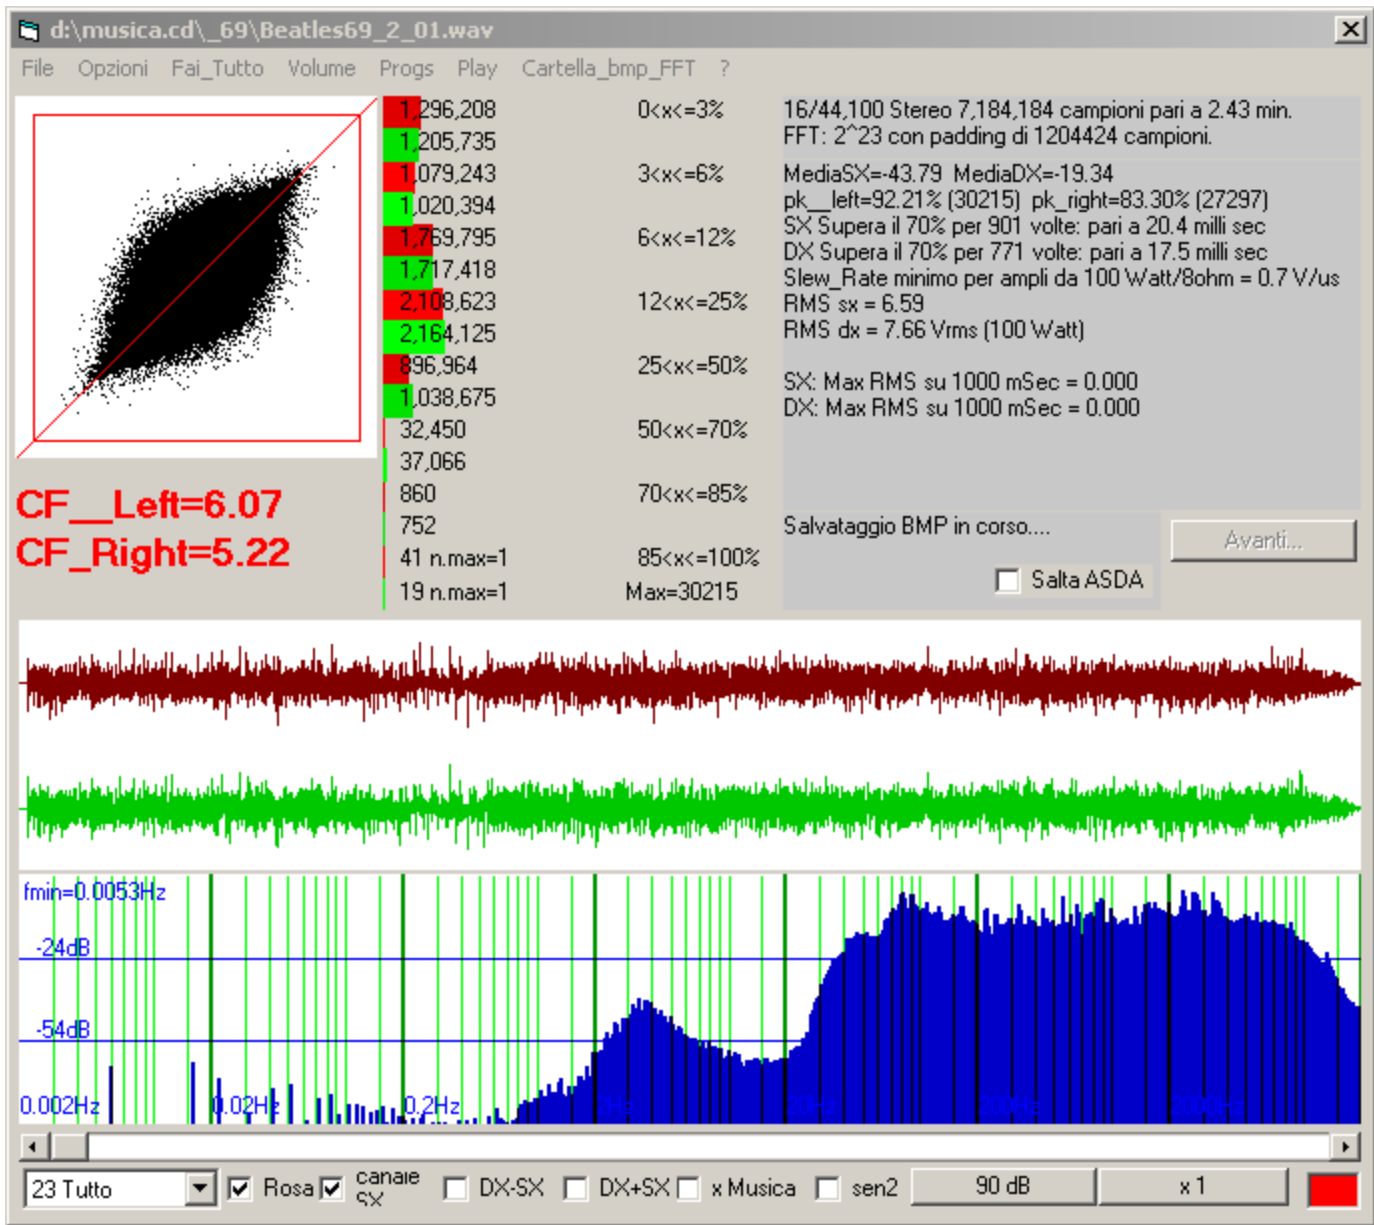 d:\musica.cd\_69\Beatles69_2_01.wav
File Opzioni Fai_Tutto Volume Progs Play Cartella_bmp_FFT ?
1,296,208 0<x<=3%
1,205,735
1,079,243 3<x<=6%
1,020,394
1,769,795 6<x<=12%
1,717,418
2,108,623 12<x<=25%
2,164,125
896,964 25<x<=50%
1,038,675
32,450 50<x<=70%
37,066
860 70<x<=85%
752
41 n.max=1 85<x<=100%
19 n.max=1 Max=30215
16/44,100 Stereo 7,184,184 campioni pari a 2.43 min.
FFT: 2^23 con padding di 1204424 campioni.
MediaSX=-43.79 MediaDX=-19.34
pk__left=92.21% (30215) pk_right=83.30% (27297)
SX Supera il 70% per 901 volte: pari a 20.4 milli sec
DX Supera il 70% per 771 volte: pari a 17.5 milli sec
Slew_Rate minimo per ampli da 100 Watt/8ohm = 0.7 V/us
RMS sx = 6.59
RMS dx = 7.66 Vrms (100 Watt)
SX: Max RMS su 1000 mSec = 0.000
DX: Max RMS su 1000 mSec = 0.000
CF__Left=6.07
CF_Right=5.22
Salvataggio BMP in corso....
Avanti...
Salta ASDA
fmin=0.0053Hz
-24dB
-54dB
0.002Hz 0.02Hz 0.2Hz 2Hz 20Hz 200Hz 2000Hz
23 Tutto Rosa canale SX DX-SX DX+SX x Musica sen2 90 dB x 1